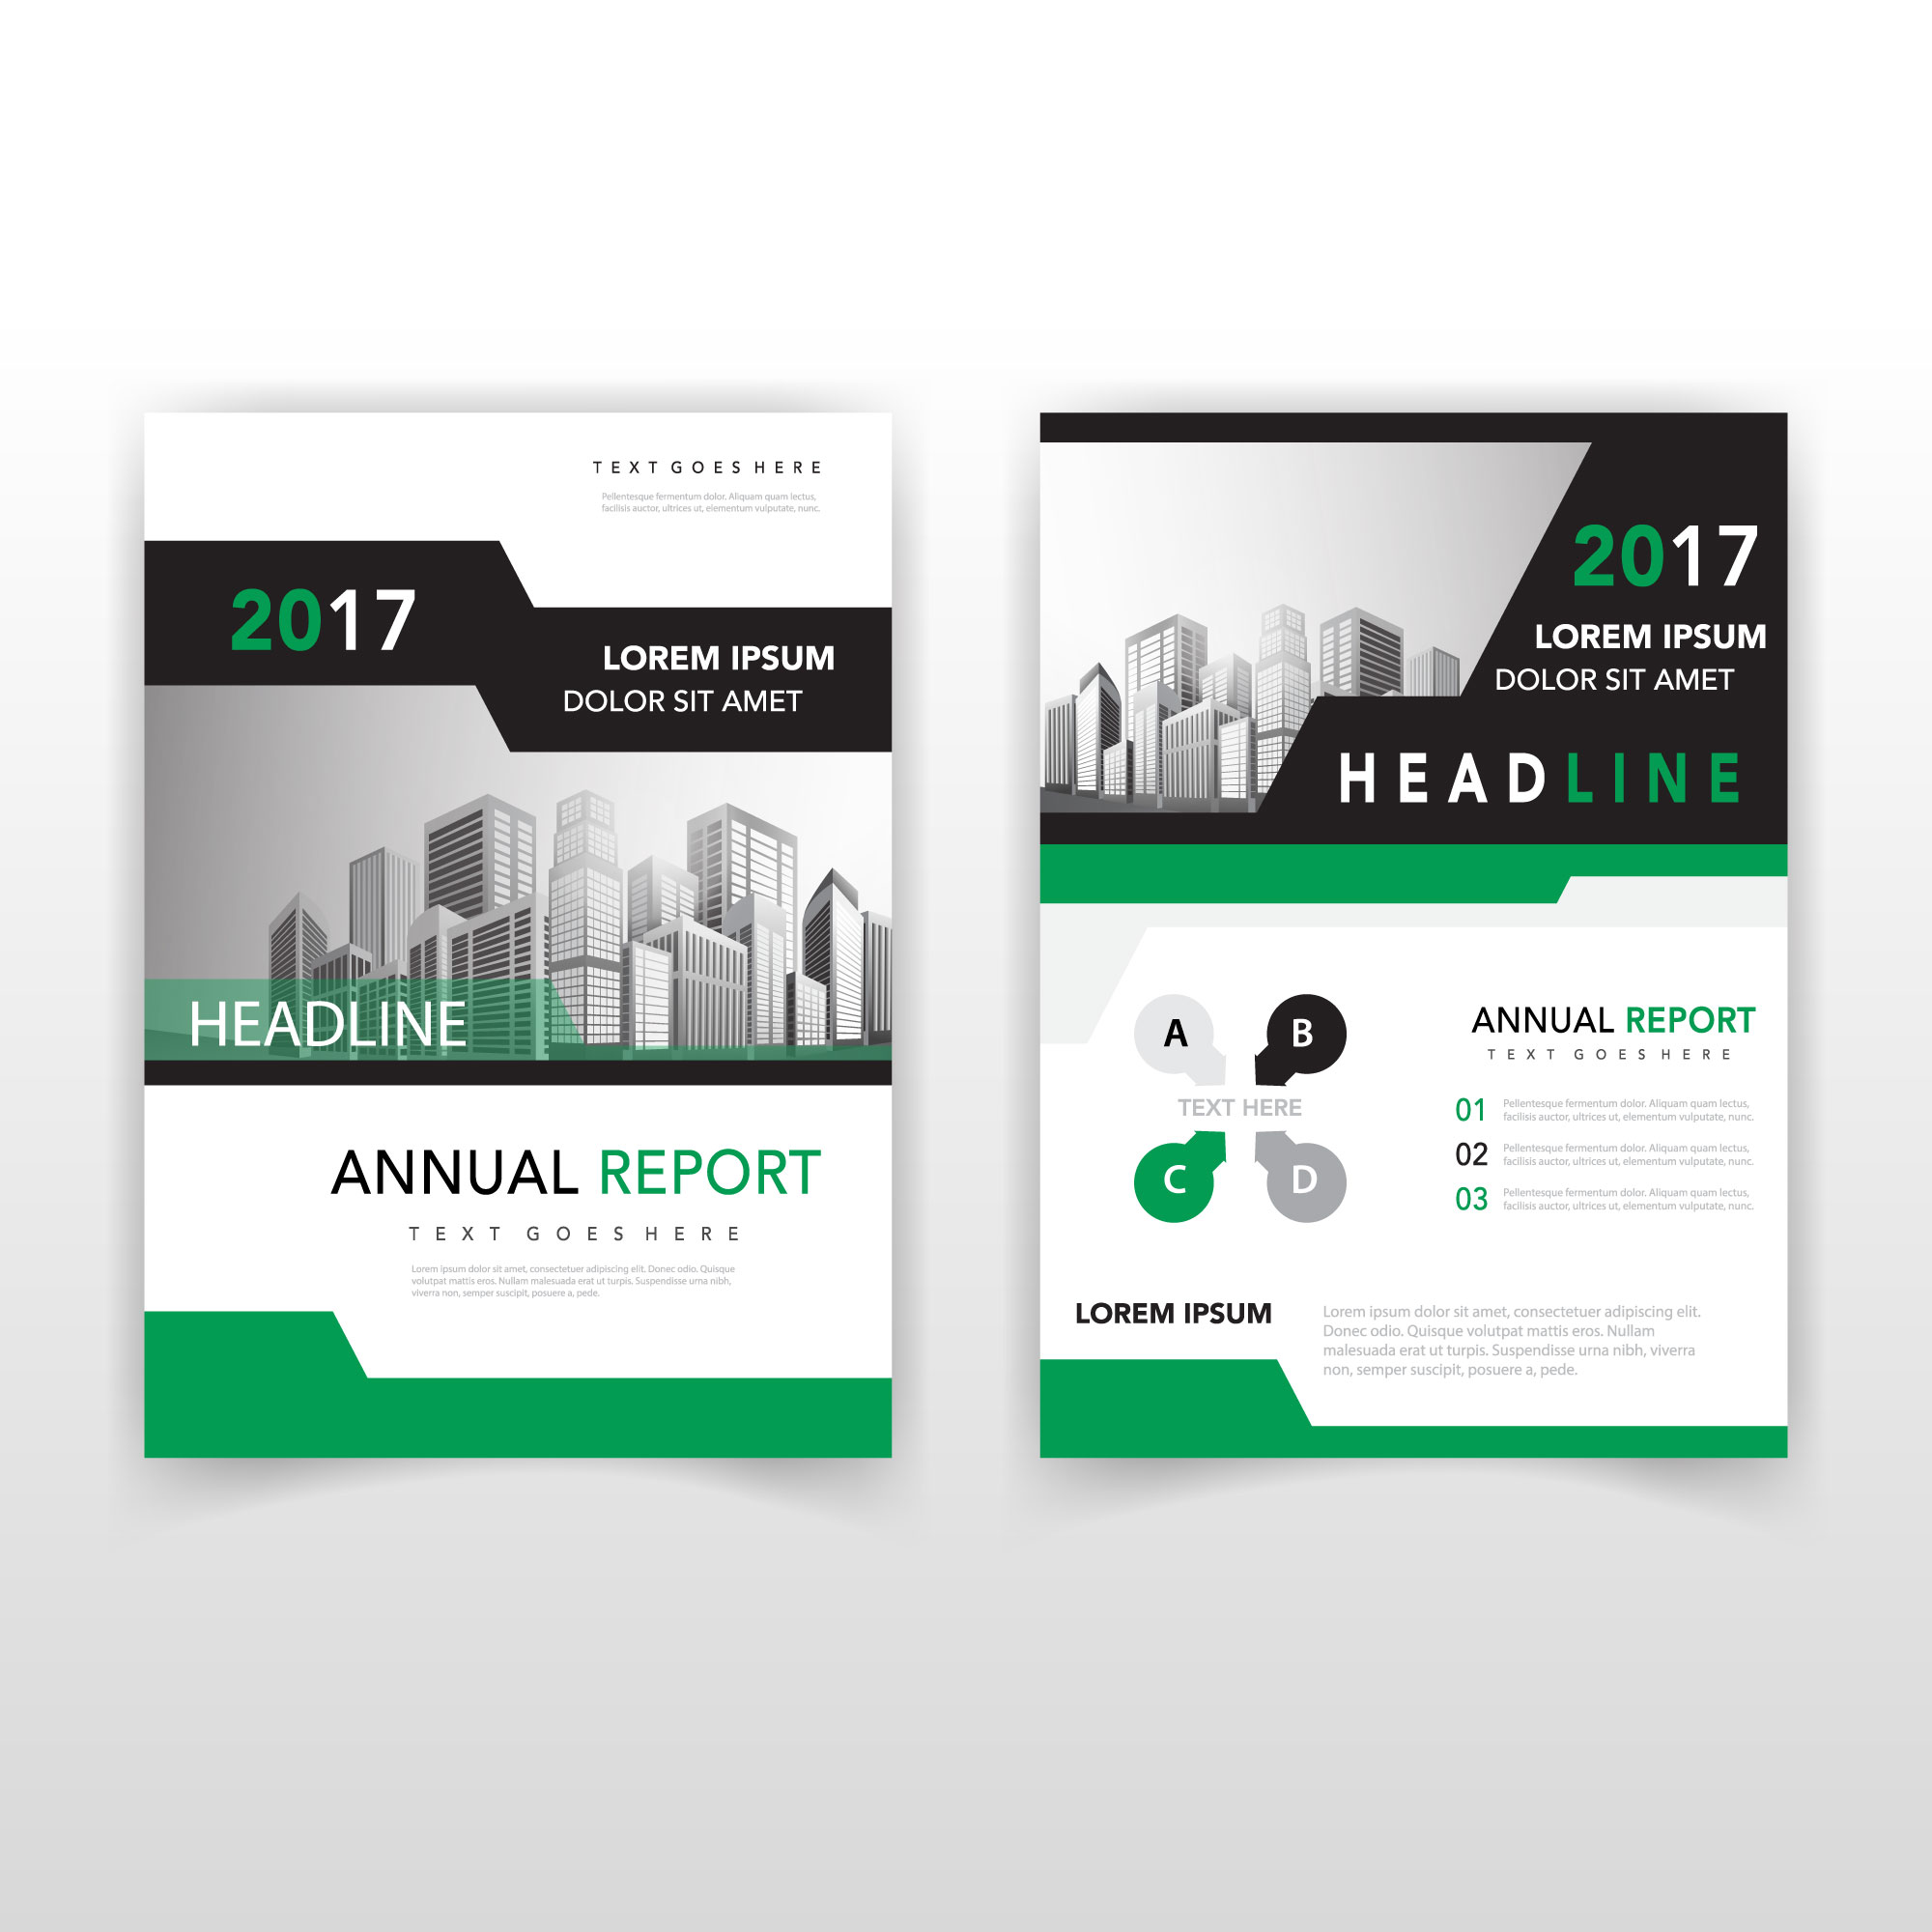 TEXT GOES HERE
Pellentesque fermentum dolor. Aliquam quam lectus,
facilisis auctor, ultrices ut, elementum vulputate, nunc.
2017
LOREM IPSUM
DOLOR SIT AMET
HEADLINE
ANNUAL REPORT
TEXT GOES HERE
Lorem ipsum dolor sit amet, consectetuer adipiscing elit. Donec odio. Quisque
volutpat mattis eros. Nullam malesuada erat ut turpis. Suspendisse urna nibh,
viverra non, semper suscipit, posuere a, pede.
2017
LOREM IPSUM
DOLOR SIT AMET
HEADLINE
A
B
TEXT HERE
C
D
ANNUAL REPORT
TEXT GOES HERE
01 Pellentesque fermentum dolor. Aliquam quam lectus,
facilisis auctor, ultrices ut, elementum vulputate, nunc.
02 Pellentesque fermentum dolor. Aliquam quam lectus,
facilisis auctor, ultrices ut, elementum vulputate, nunc.
03 Pellentesque fermentum dolor. Aliquam quam lectus,
facilisis auctor, ultrices ut, elementum vulputate, nunc.
LOREM IPSUM
Lorem ipsum dolor sit amet, consectetuer adipiscing elit.
Donec odio. Quisque volutpat mattis eros. Nullam
malesuada erat ut turpis. Suspendisse urna nibh, viverra
non, semper suscipit, posuere a, pede.